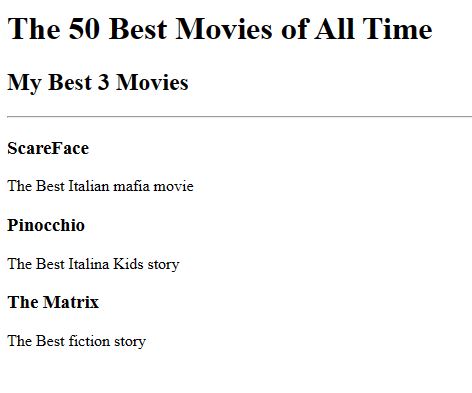 The 50 Best Movies of All Time
My Best 3 Movies
ScareFace
The Best Italian mafia movie
Pinocchio
The Best Italina Kids story
The Matrix
The Best fiction story